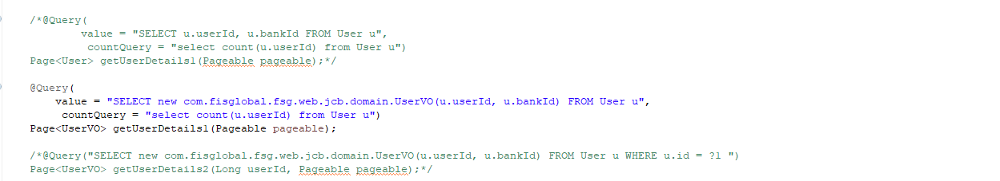 /*@Query(
value = "SELECT u.userId, u.bankId FROM User u",
countQuery = "select count(u.userId) from User u")
Page<User> getUserDetails1(Pageable pageable);*/
@Query(
value = "SELECT new com.fisglobal.fsg.web.jcb.domain.UserVO(u.userId, u.bankId) FROM User u",
countQuery = "select count(u.userId) from User u")
Page<UserVO> getUserDetails1(Pageable pageable);
/*@Query("SELECT new com.fisglobal.fsg.web.jcb.domain.UserVO(u.userId, u.bankId) FROM User u WHERE u.id = ?1 ")
Page<UserVO> getUserDetails2(Long userId, Pageable pageable);*/